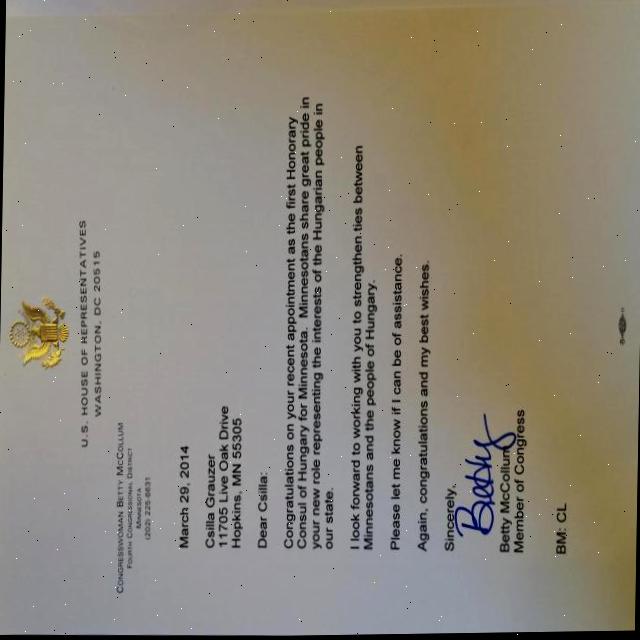 U.S. HOUSE OF REPRESENTATIVES
WASHINGTON, DC 20515
CONGRESSWOMAN BETTY MCCOLLUM
FOURTH CONGRESSIONAL DISTRICT
MINNESOTA
(202) 225-6631
March 29, 2014
Csilla Grauzer
11705 Live Oak Drive
Hopkins, MN 55305
Dear Csilla:
Congratulations on your recent appointment as the first Honorary
Consul of Hungary for Minnesota. Minnesotans share great pride in
your new role representing the interests of the Hungarian people in
our state.
I look forward to working with you to strengthen ties between
Minnesotans and the people of Hungary.
Please let me know if I can be of assistance.
Again, congratulations and my best wishes.
Sincerely,
Betty
Betty McCollum
Member of Congress
BM: CL